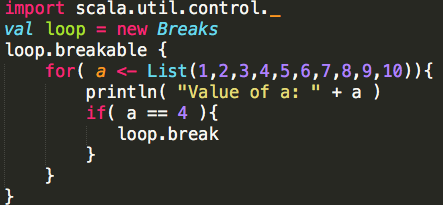 import scala.util.control._
val loop = new Breaks
loop.breakable {
    for( a <- List(1,2,3,4,5,6,7,8,9,10)){
        println( "Value of a: " + a )
        if( a == 4 ){
           loop.break
        }
    }
}